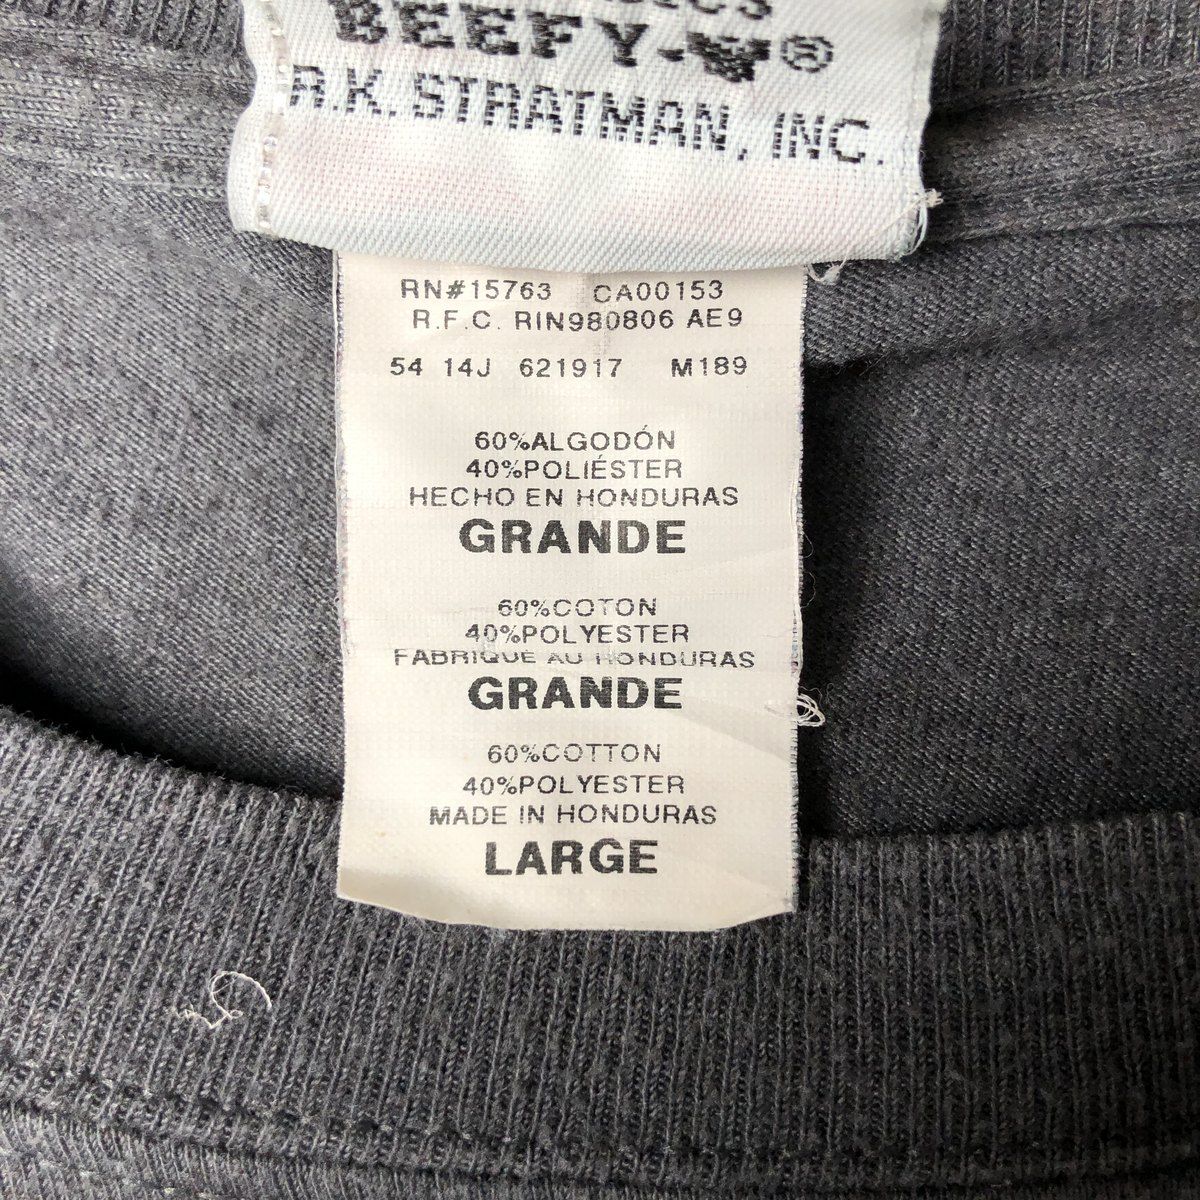 BEEFY-®
R.K. STRATMAN, INC.
RN#15763 CA00153
R.F.C. RIN980806 AE9
54 14J 621917 M189
60%ALGODÓN
40%POLIÉSTER
HECHO EN HONDURAS
GRANDE
60%COTON
40%POLYESTER
FABRIQUE AU HONDURAS
GRANDE
60%COTTON
40%POLYESTER
MADE IN HONDURAS
LARGE